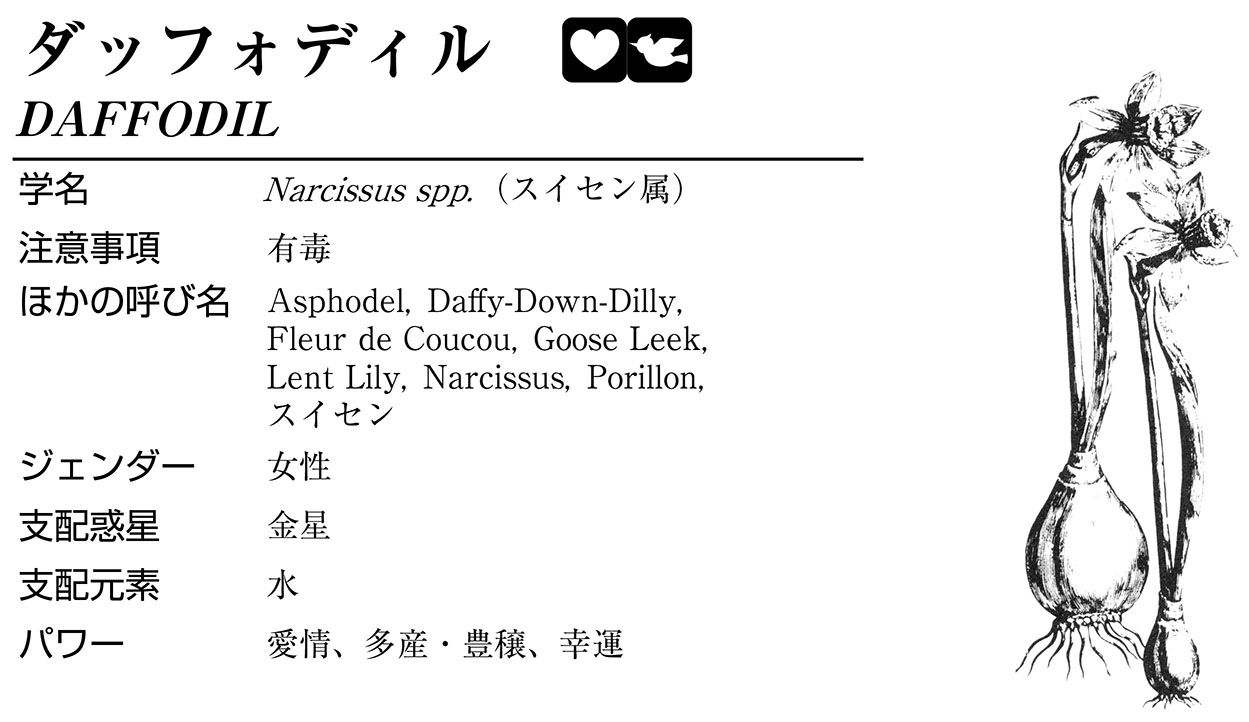 ダッフォディル
DAFFODIL
学名 Narcissus spp.（スイセン属）
注意事項 有毒
ほかの呼び名 Asphodel, Daffy-Down-Dilly,
Fleur de Coucou, Goose Leek,
Lent Lily, Narcissus, Porillon,
スイセン
ジェンダー 女性
支配惑星 金星
支配元素 水
パワー 愛情、多産・豊穣、幸運